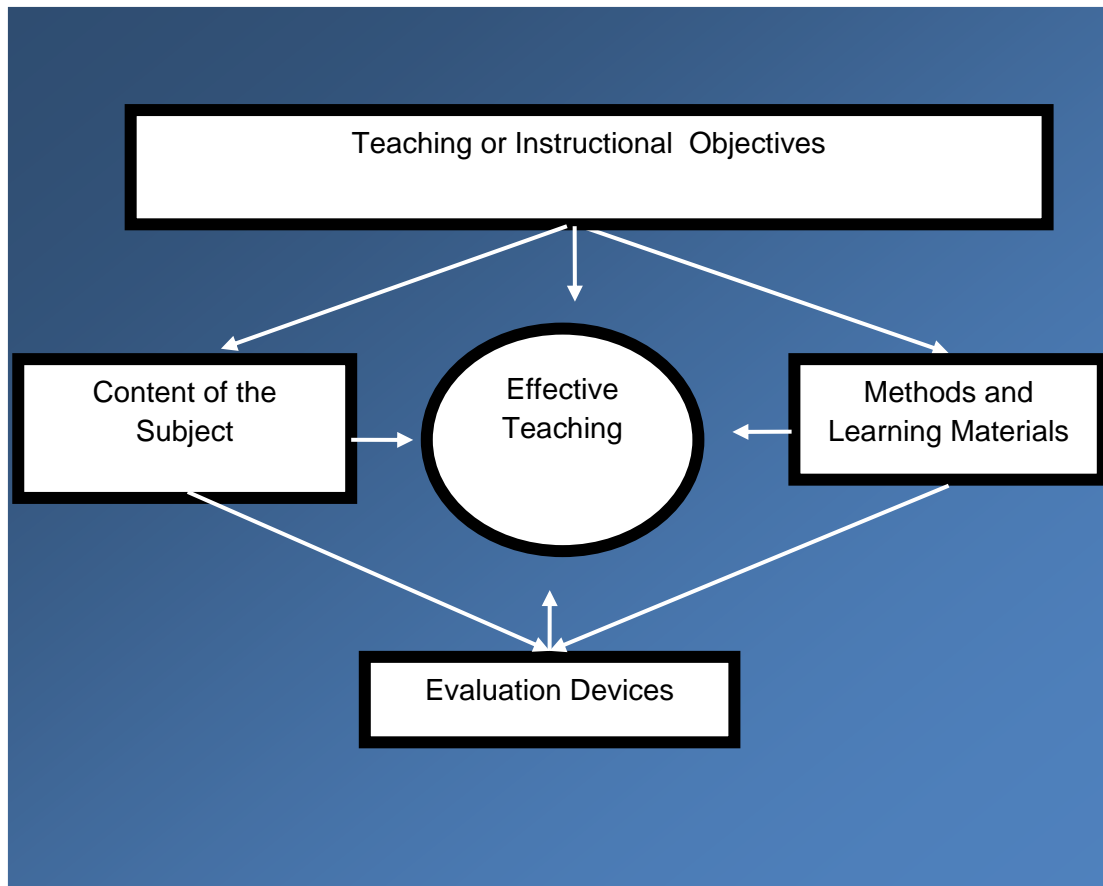 Teaching or Instructional  Objectives
Content of the
Subject
Effective
Teaching
Methods and
Learning Materials
Evaluation Devices